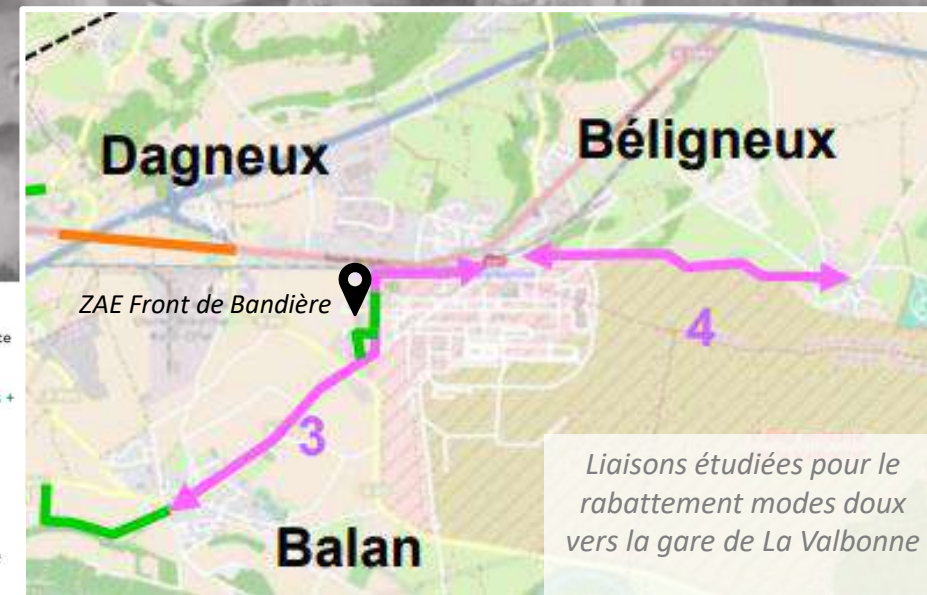 Dagneux
Béligneux
ZAE Front de Bandière
4
3
Liaisons étudiées pour le
rabattement modes doux
vers la gare de La Valbonne
Balan